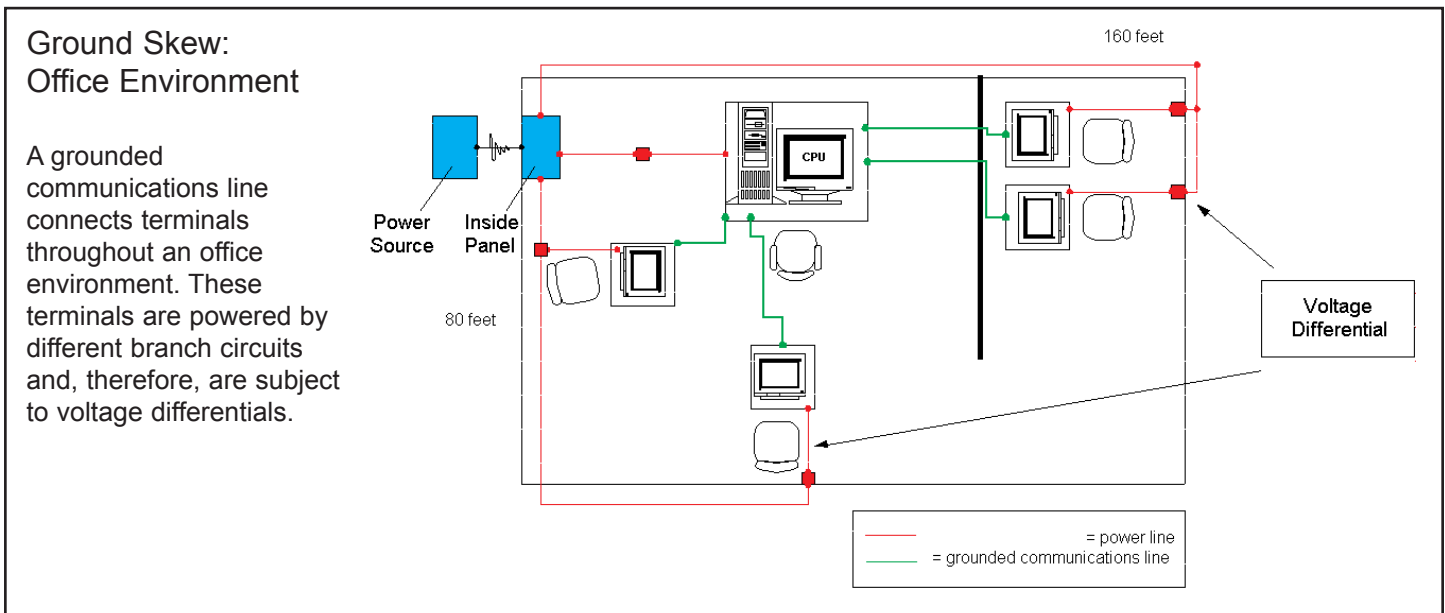 Ground Skew:
Office Environment
A grounded
communications line
connects terminals
throughout an office
environment. These
terminals are powered by
different branch circuits
and, therefore, are subject
to voltage differentials.
160 feet
CPU
Power
Source
Inside
Panel
80 feet
Voltage
Differential
= power line
= grounded communications line